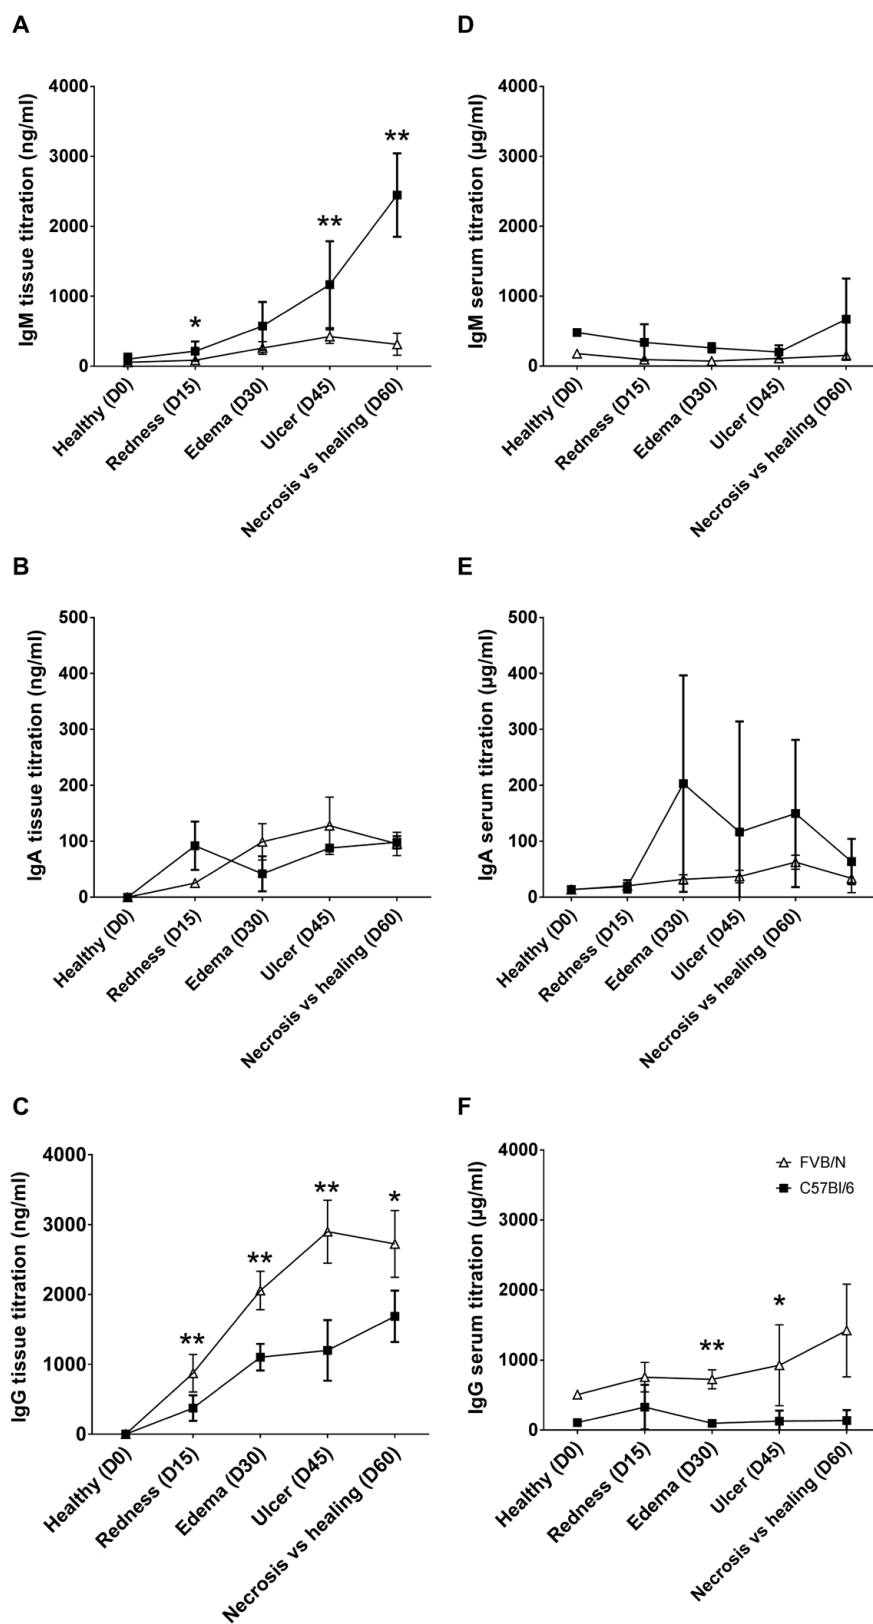 A
IgM tissue titration (ng/ml)
4000
3000
2000
1000
0
*
**
**
Healthy (D0)
Redness (D15)
Edema (D30)
Ulcer (D45)
Necrosis vs healing (D60)
D
IgM serum titration (µg/ml)
4000
3000
2000
1000
0
Healthy (D0)
Redness (D15)
Edema (D30)
Ulcer (D45)
Necrosis vs healing (D60)
B
IgA tissue titration (ng/ml)
500
400
300
200
100
0
Healthy (D0)
Redness (D15)
Edema (D30)
Ulcer (D45)
Necrosis vs healing (D60)
E
IgA serum titration (µg/ml)
500
400
300
200
100
0
Healthy (D0)
Redness (D15)
Edema (D30)
Ulcer (D45)
Necrosis vs healing (D60)
C
IgG tissue titration (ng/ml)
4000
3000
2000
1000
0
**
**
**
*
Healthy (D0)
Redness (D15)
Edema (D30)
Ulcer (D45)
Necrosis vs healing (D60)
F
IgG serum titration (µg/ml)
4000
3000
2000
1000
0
FVB/N
C57Bl/6
**
*
Healthy (D0)
Redness (D15)
Edema (D30)
Ulcer (D45)
Necrosis vs healing (D60)